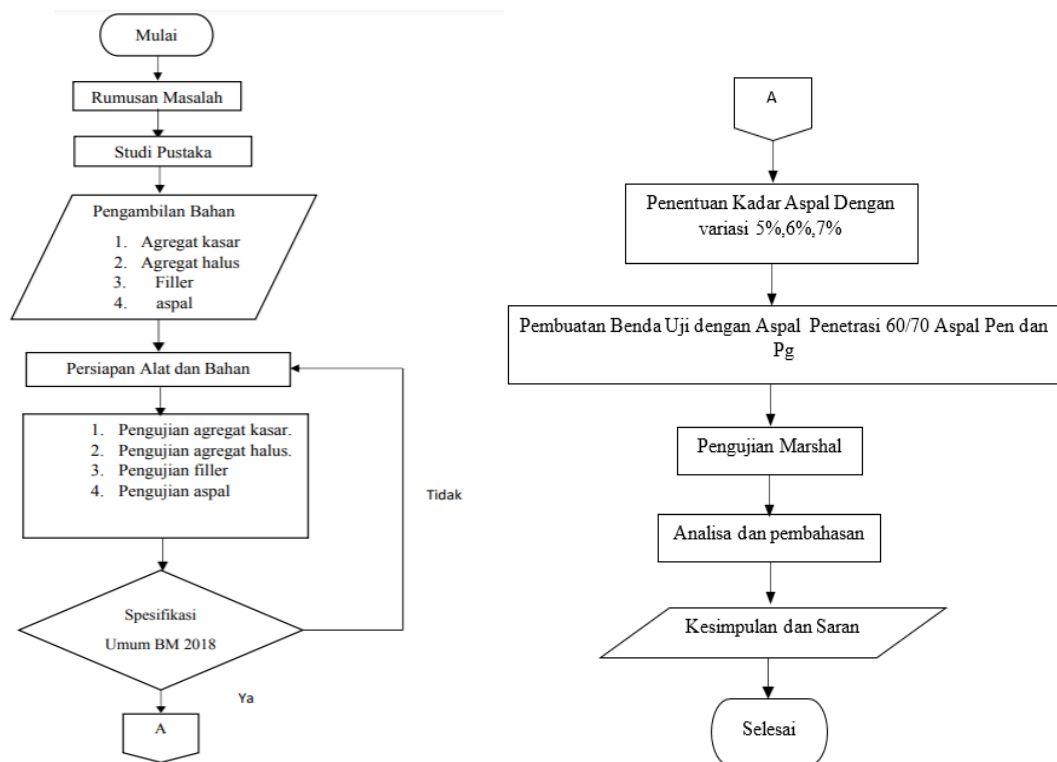 Mulai
Rumusan Masalah
Studi Pustaka
Pengambilan Bahan
1. Agregat kasar
2. Agregat halus
3. Filler
4. aspal
Persiapan Alat dan Bahan
1. Pengujian agregat kasar.
2. Pengujian agregat halus.
3. Pengujian filler
4. Pengujian aspal
Tidak
Spesifikasi
Umum BM 2018
Ya
A
A
Penentuan Kadar Aspal Dengan
variasi 5%,6%,7%
Pembuatan Benda Uji dengan Aspal Penetrasi 60/70 Aspal Pen dan
Pg
Pengujian Marshal
Analisa dan pembahasan
Kesimpulan dan Saran
Selesai